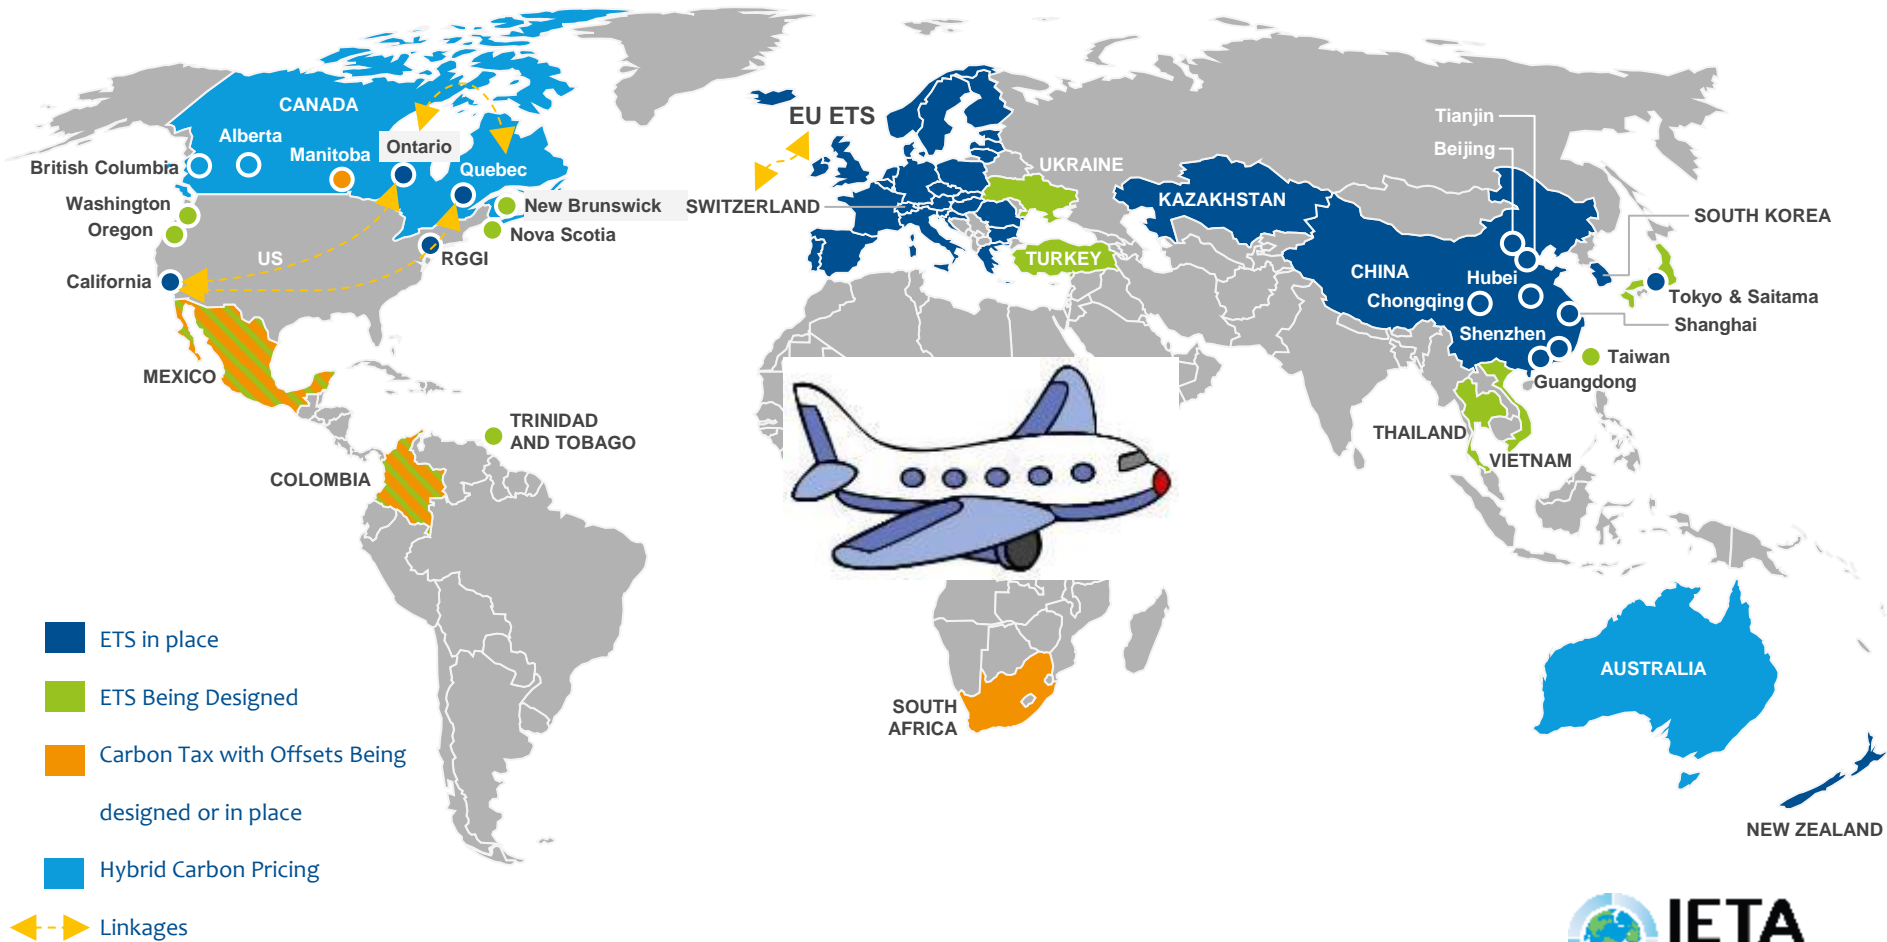 CANADA
Alberta
Manitoba
Ontario
Quebec
British Columbia
Washington
Oregon
California
US
RGGI
New Brunswick
Nova Scotia
MEXICO
COLOMBIA
TRINIDAD
AND TOBAGO
EU ETS
SWITZERLAND
UKRAINE
TURKEY
KAZAKHSTAN
CHINA
Tianjin
Beijing
Hubei
Chongqing
Shenzhen
Guangdong
SOUTH KOREA
Tokyo & Saitama
Shanghai
Taiwan
THAILAND
VIETNAM
SOUTH
AFRICA
AUSTRALIA
NEW ZEALAND
ETS in place
ETS Being Designed
Carbon Tax with Offsets Being
designed or in place
Hybrid Carbon Pricing
Linkages
IETA